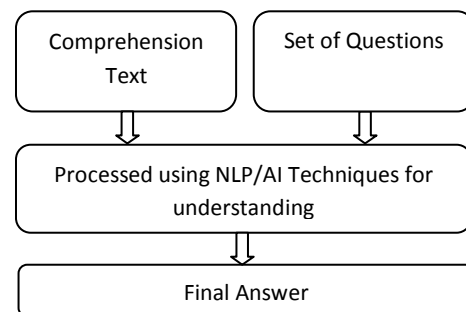 Comprehension
Text
Set of Questions
Processed using NLP/AI Techniques for
understanding
Final Answer